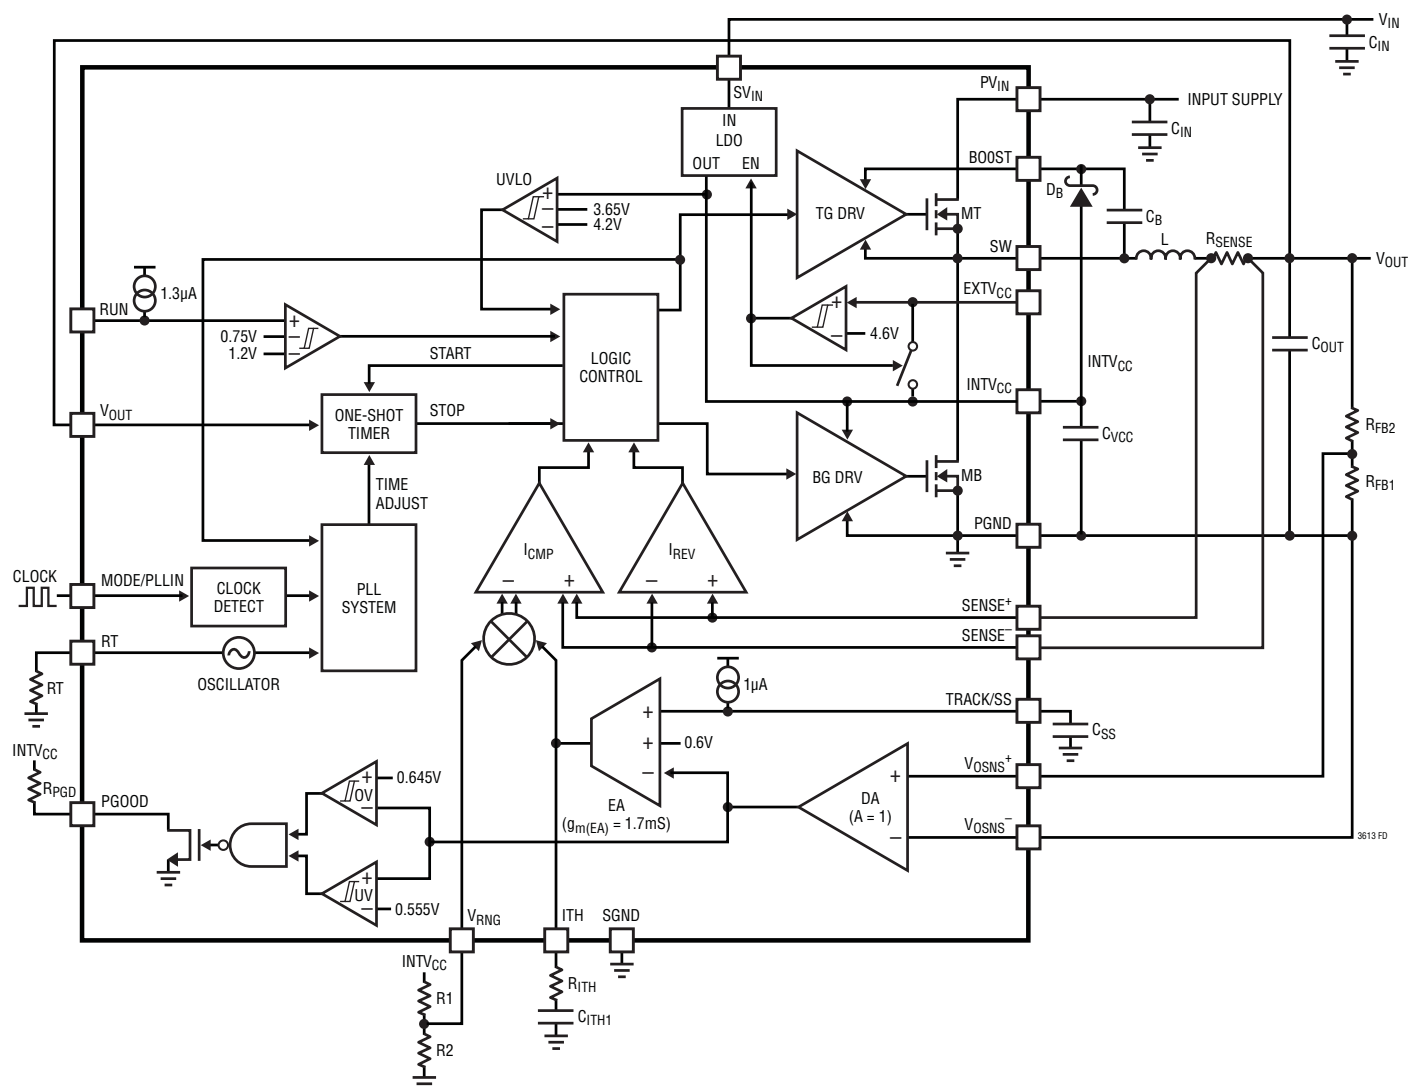 VIN
CIN
SVIN
PVIN
INPUT SUPPLY
CIN
IN
LDO
OUT EN
BOOST
DB
CB
UVLO
+
–
–
3.65V
4.2V
TG DRV
MT
SW
L
RSENSE
VOUT
1.3µA
RUN
EXTVCC
+
–
4.6V
+
–
–
0.75V
1.2V
START
LOGIC
CONTROL
COUT
INTVCC
INTVCC
VOUT
ONE-SHOT
TIMER
STOP
CVCC
RFB2
TIME
ADJUST
BG DRV
MB
RFB1
PGND
ICMP
– +
IREV
– +
CLOCK
MODE/PLLIN
CLOCK
DETECT
PLL
SYSTEM
SENSE+
SENSE–
RT
RT
OSCILLATOR
1µA
TRACK/SS
CSS
+
+
–
0.6V
INTVCC
RPGD
PGOOD
+
OV
–
0.645V
EA
(gm(EA) = 1.7mS)
VOSNS+
+
DA
(A = 1)
–
VOSNS–
3613 FD
+
UV
–
0.555V
VRNG
ITH
SGND
INTVCC
R1
R2
RITH
CITH1